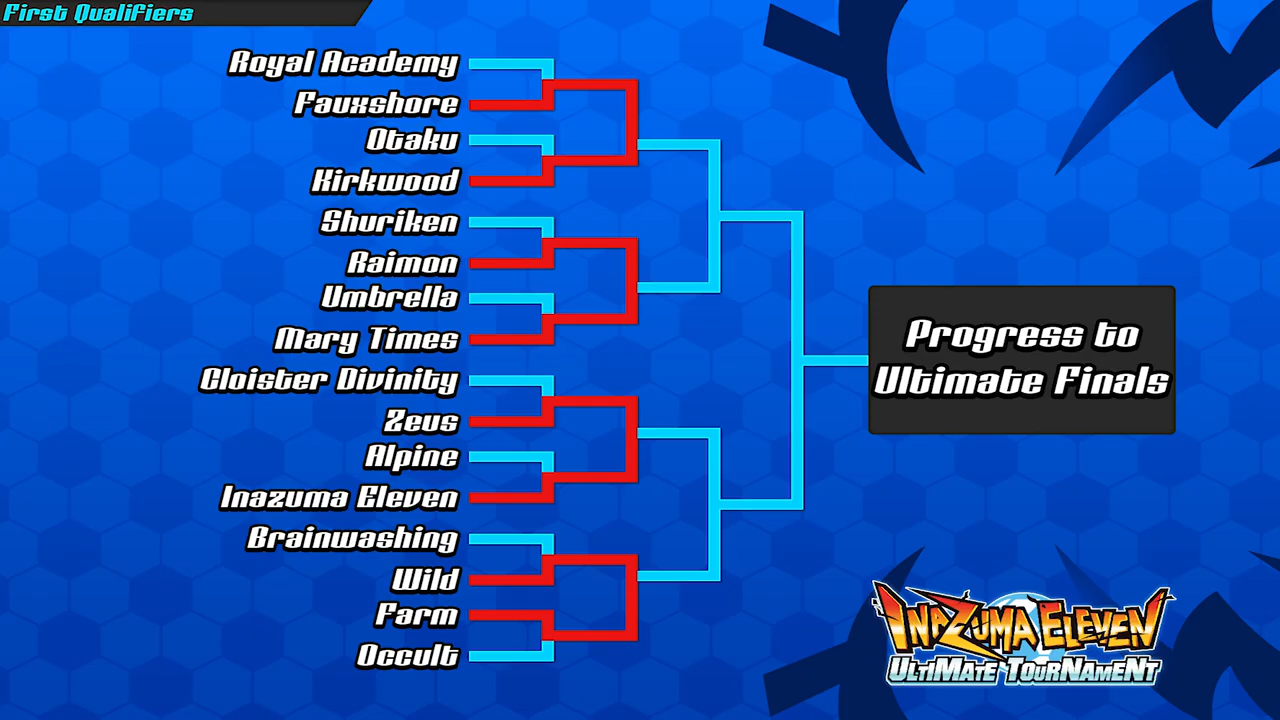 First Qualifiers
Royal Academy
Fauxshore
Otaku
Kirkwood
Shuriken
Raimon
Umbrella
Mary Times
Cloister Divinity
Zeus
Alpine
Inazuma Eleven
Brainwashing
Wild
Farm
Occult
Progress to
Ultimate Finals
INAZUMA ELEVEN
ULTIMATE TOURNAMENT